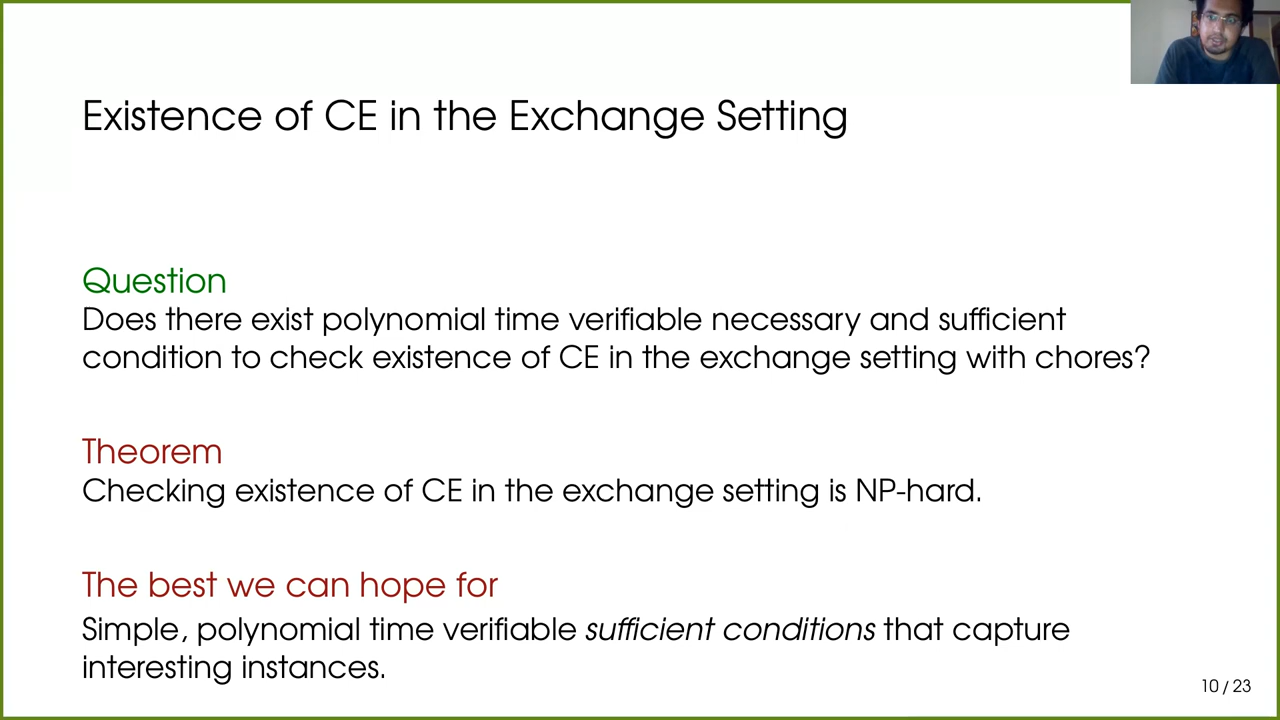 Existence of CE in the Exchange Setting
Question
Does there exist polynomial time verifiable necessary and sufficient
condition to check existence of CE in the exchange setting with chores?
Theorem
Checking existence of CE in the exchange setting is NP-hard.
The best we can hope for
Simple, polynomial time verifiable sufficient conditions that capture
interesting instances.
10 / 23